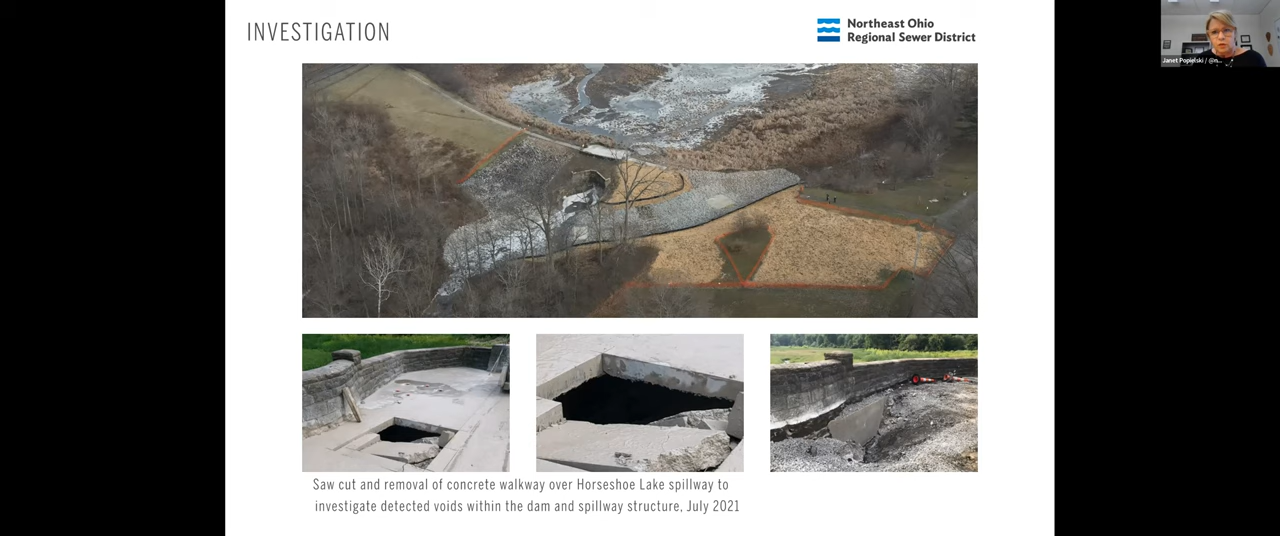 INVESTIGATION
Northeast Ohio
Regional Sewer District
Janet Popielski / @n...
Saw cut and removal of concrete walkway over Horseshoe Lake spillway to
investigate detected voids within the dam and spillway structure, July 2021